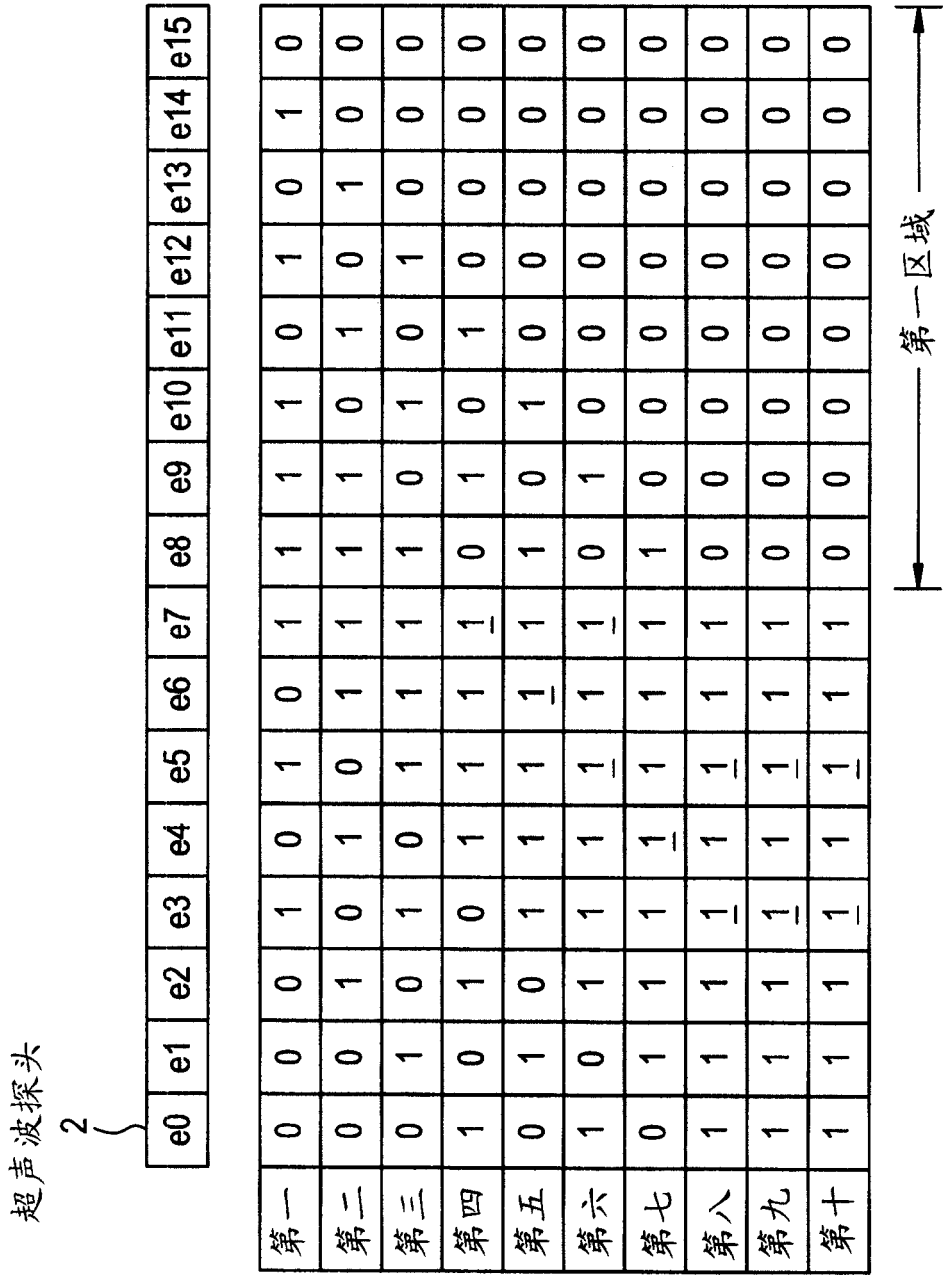 超声波探头
2
e0 e1 e2 e3 e4 e5 e6 e7 e8 e9 e10 e11 e12 e13 e14 e15
第一 0 0 0 1 0 1 0 1 1 1 1 0 1 0 1 0
第二 0 0 1 0 1 0 1 1 1 1 0 1 0 1 0 0
第三 0 1 0 1 0 1 1 1 1 0 1 0 1 0 0 0
第四 1 0 1 0 1 1 1 1 0 1 0 1 0 0 0 0
第五 0 1 0 1 1 1 1 1 1 0 1 0 0 0 0 0
第六 1 0 1 1 1 1 1 1 0 1 0 0 0 0 0 0
第七 0 1 1 1 1 1 1 1 1 0 0 0 0 0 0 0
第八 1 1 1 1 1 1 1 1 0 0 0 0 0 0 0 0
第九 1 1 1 1 1 1 1 1 0 0 0 0 0 0 0 0
第十 1 1 1 1 1 1 1 1 0 0 0 0 0 0 0 0
第一区域